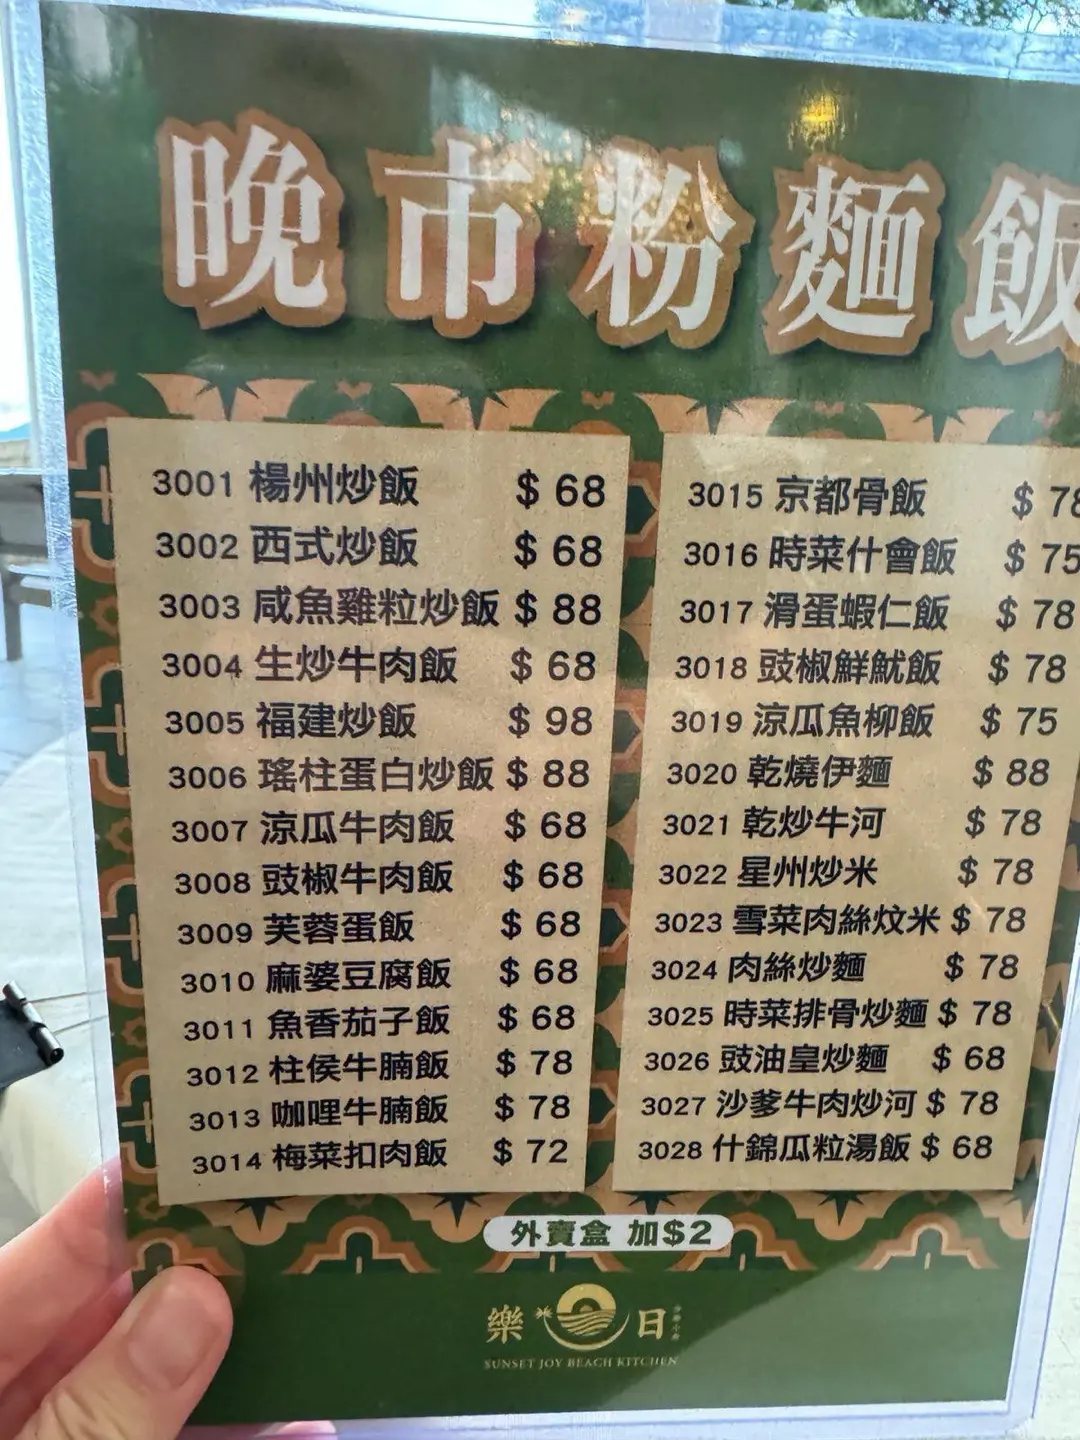 晚市粉麵飯
3001 楊州炒飯 $ 68
3002 西式炒飯 $ 68
3003 咸魚雞粒炒飯 $ 88
3004 生炒牛肉飯 $ 68
3005 福建炒飯 $ 98
3006 瑤柱蛋白炒飯 $ 88
3007 涼瓜牛肉飯 $ 68
3008 豉椒牛肉飯 $ 68
3009 芙蓉蛋飯 $ 68
3010 麻婆豆腐飯 $ 68
3011 魚香茄子飯 $ 68
3012 柱侯牛腩飯 $ 78
3013 咖哩牛腩飯 $ 78
3014 梅菜扣肉飯 $ 72
3015 京都骨飯 $ 78
3016 時菜什會飯 $ 75
3017 滑蛋蝦仁飯 $ 78
3018 豉椒鮮魷飯 $ 78
3019 涼瓜魚柳飯 $ 75
3020 乾燒伊麵 $ 88
3021 乾炒牛河 $ 78
3022 星州炒米 $ 78
3023 雪菜肉絲炆米 $ 78
3024 肉絲炒麵 $ 78
3025 時菜排骨炒麵 $ 78
3026 豉油皇炒麵 $ 68
3027 沙爹牛肉炒河 $ 78
3028 什錦瓜粒湯飯 $ 68
外賣盒 加$2
樂日
SUNSET JOY BEACH KITCHEN